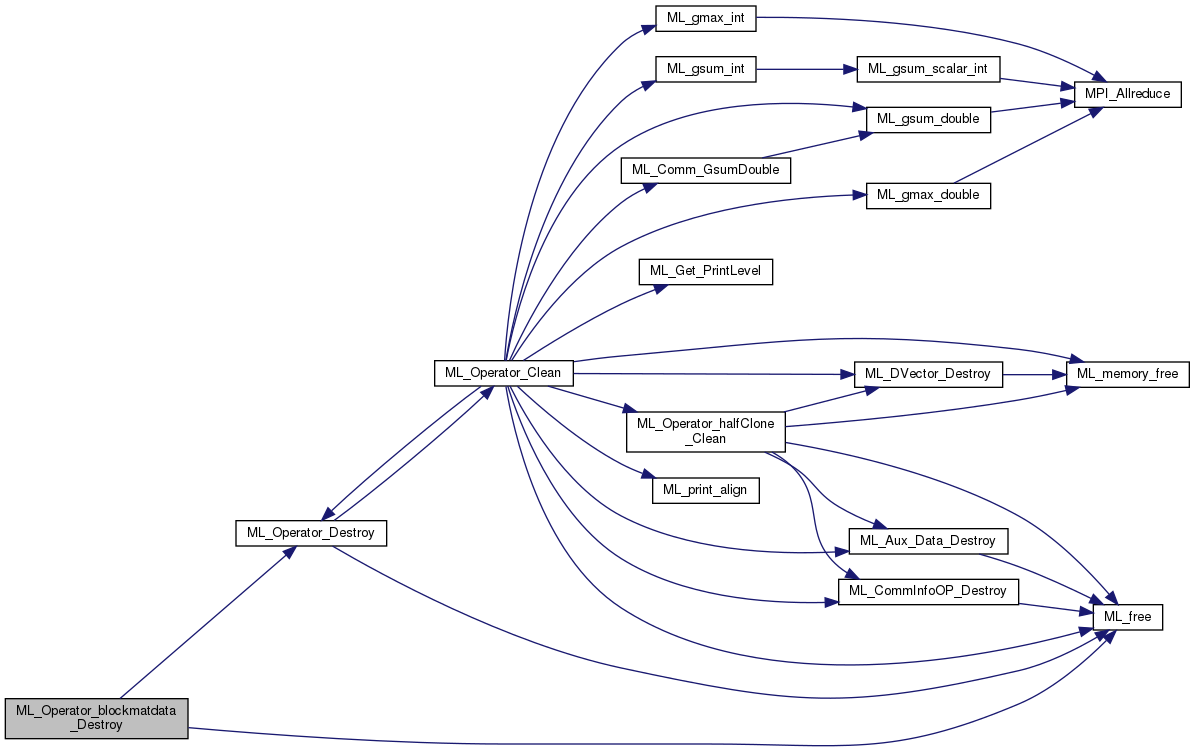 ML_gmax_int
ML_gsum_int
ML_gsum_scalar_int
MPI_Allreduce
ML_gsum_double
ML_Comm_GsumDouble
ML_gmax_double
ML_Get_PrintLevel
ML_Operator_Clean
ML_DVector_Destroy
ML_memory_free
ML_Operator_halfClone
_Clean
ML_print_align
ML_Operator_Destroy
ML_Aux_Data_Destroy
ML_CommInfoOP_Destroy
ML_free
ML_Operator_blockmatdata
_Destroy